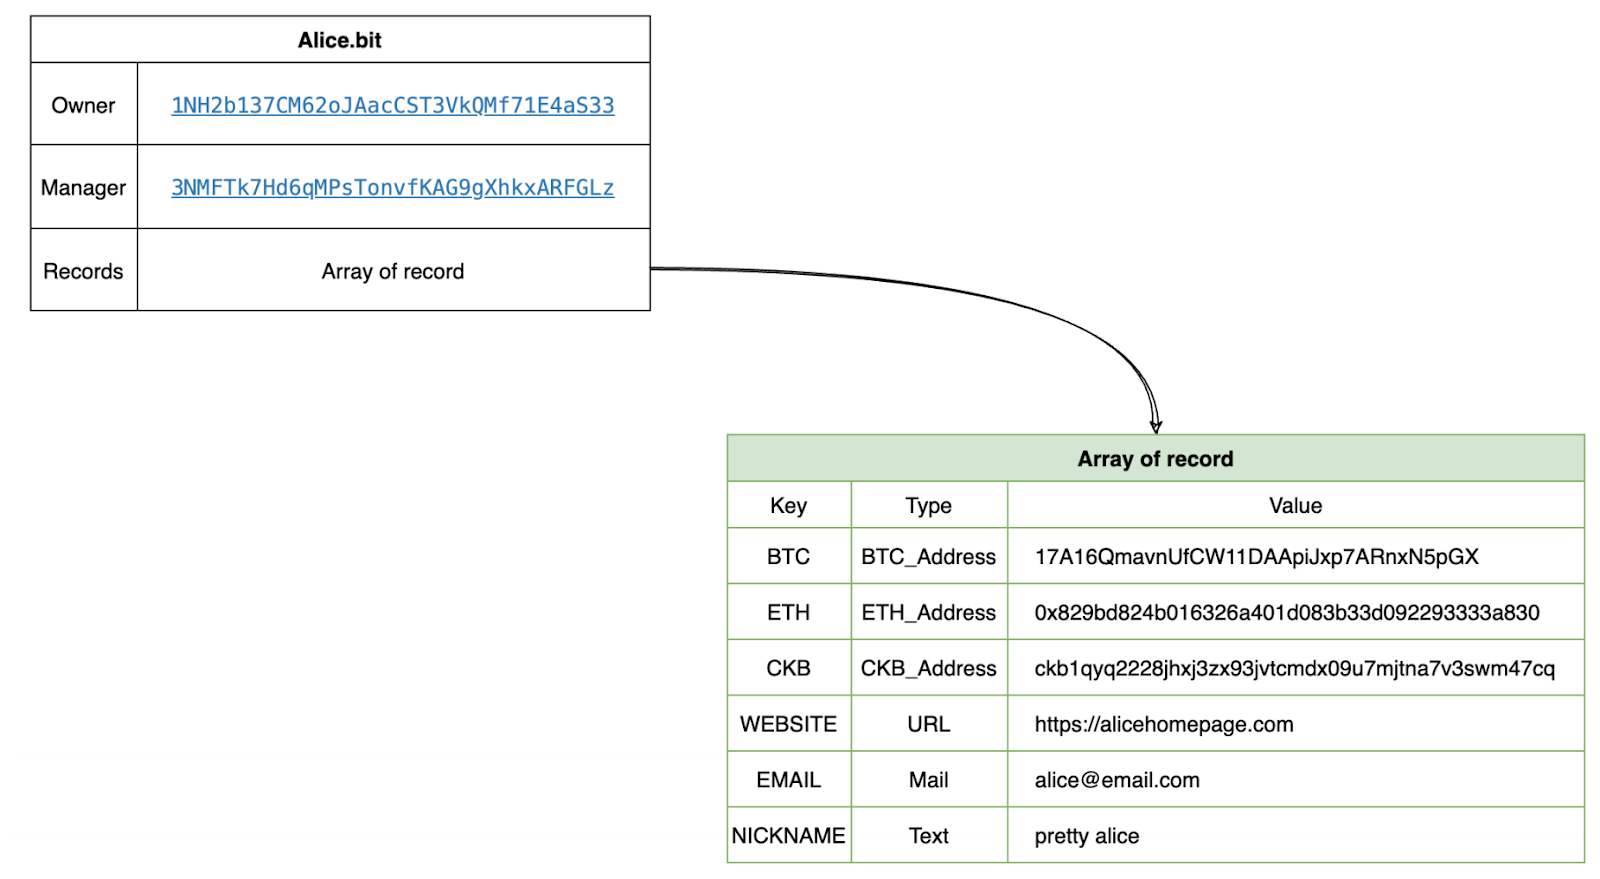 Alice.bit
Owner 1NH2b137CM62oJAacCST3VkQMf71E4aS33
Manager 3NMFTk7Hd6qMPsTonvfKAG9gXhkxARFGLz
Records Array of record
Array of record
Key Type Value
BTC BTC_Address 17A16QmavnUfCW11DAApiJxp7ARnxN5pGX
ETH ETH_Address 0x829bd824b016326a401d083b33d092293333a830
CKB CKB_Address ckb1qyq2228jhxj3zx93jvtcmdx09u7mjtna7v3swm47cq
WEBSITE URL https://alicehomepage.com
EMAIL Mail alice@email.com
NICKNAME Text pretty alice